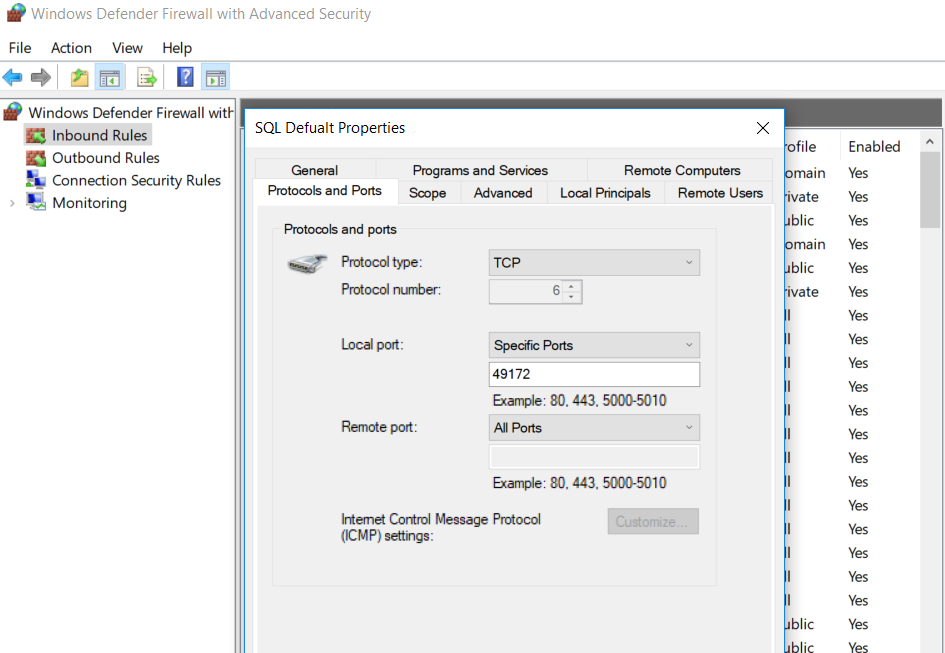 Windows Defender Firewall with Advanced Security
File Action View Help
Windows Defender Firewall with
Inbound Rules
Outbound Rules
Connection Security Rules
Monitoring
SQL Defualt Properties
General Programs and Services Remote Computers
Protocols and Ports Scope Advanced Local Principals Remote Users
Protocols and ports
Protocol type: TCP
Protocol number: 6
Local port: Specific Ports
49172
Example: 80, 443, 5000-5010
Remote port: All Ports
Example: 80, 443, 5000-5010
Internet Control Message Protocol
(ICMP) settings: Customize...
ofile Enabled
omain Yes
ivate Yes
ublic Yes
omain Yes
ublic Yes
ivate Yes
ll Yes
ll Yes
ll Yes
ll Yes
ll Yes
ll Yes
ll Yes
ll Yes
ll Yes
ll Yes
ll Yes
ll Yes
ll Yes
ublic Yes
ublic Yes